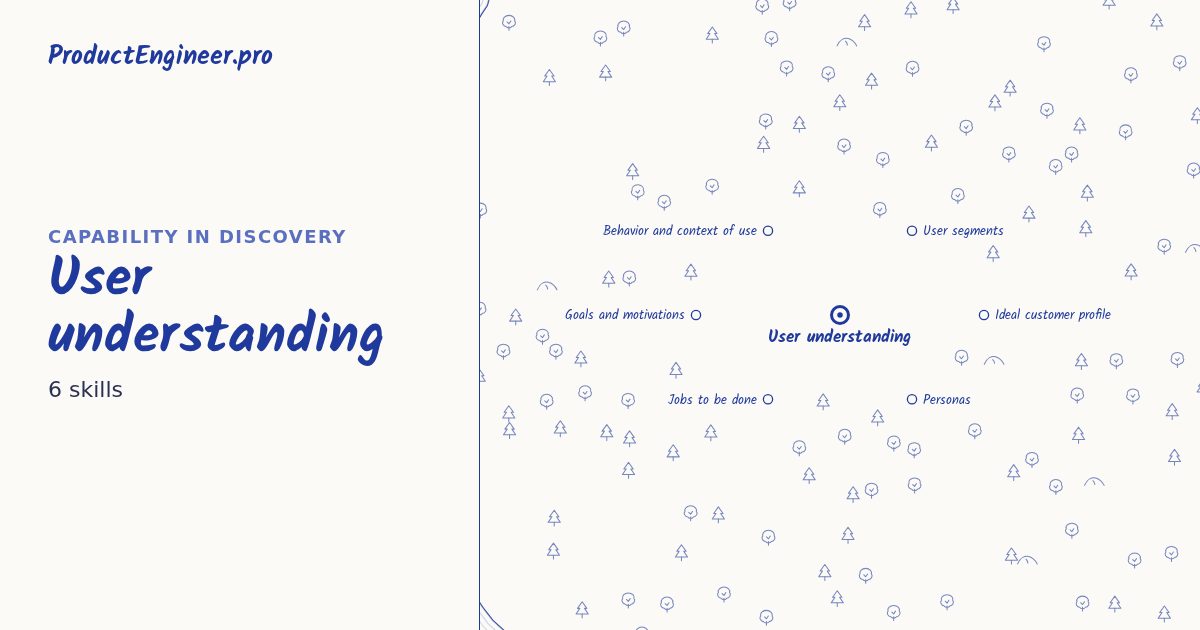 ProductEngineer.pro
CAPABILITY IN DISCOVERY
User
understanding
6 skills
Behavior and context of use
User segments
Goals and motivations
Ideal customer profile
User understanding
Jobs to be done
Personas